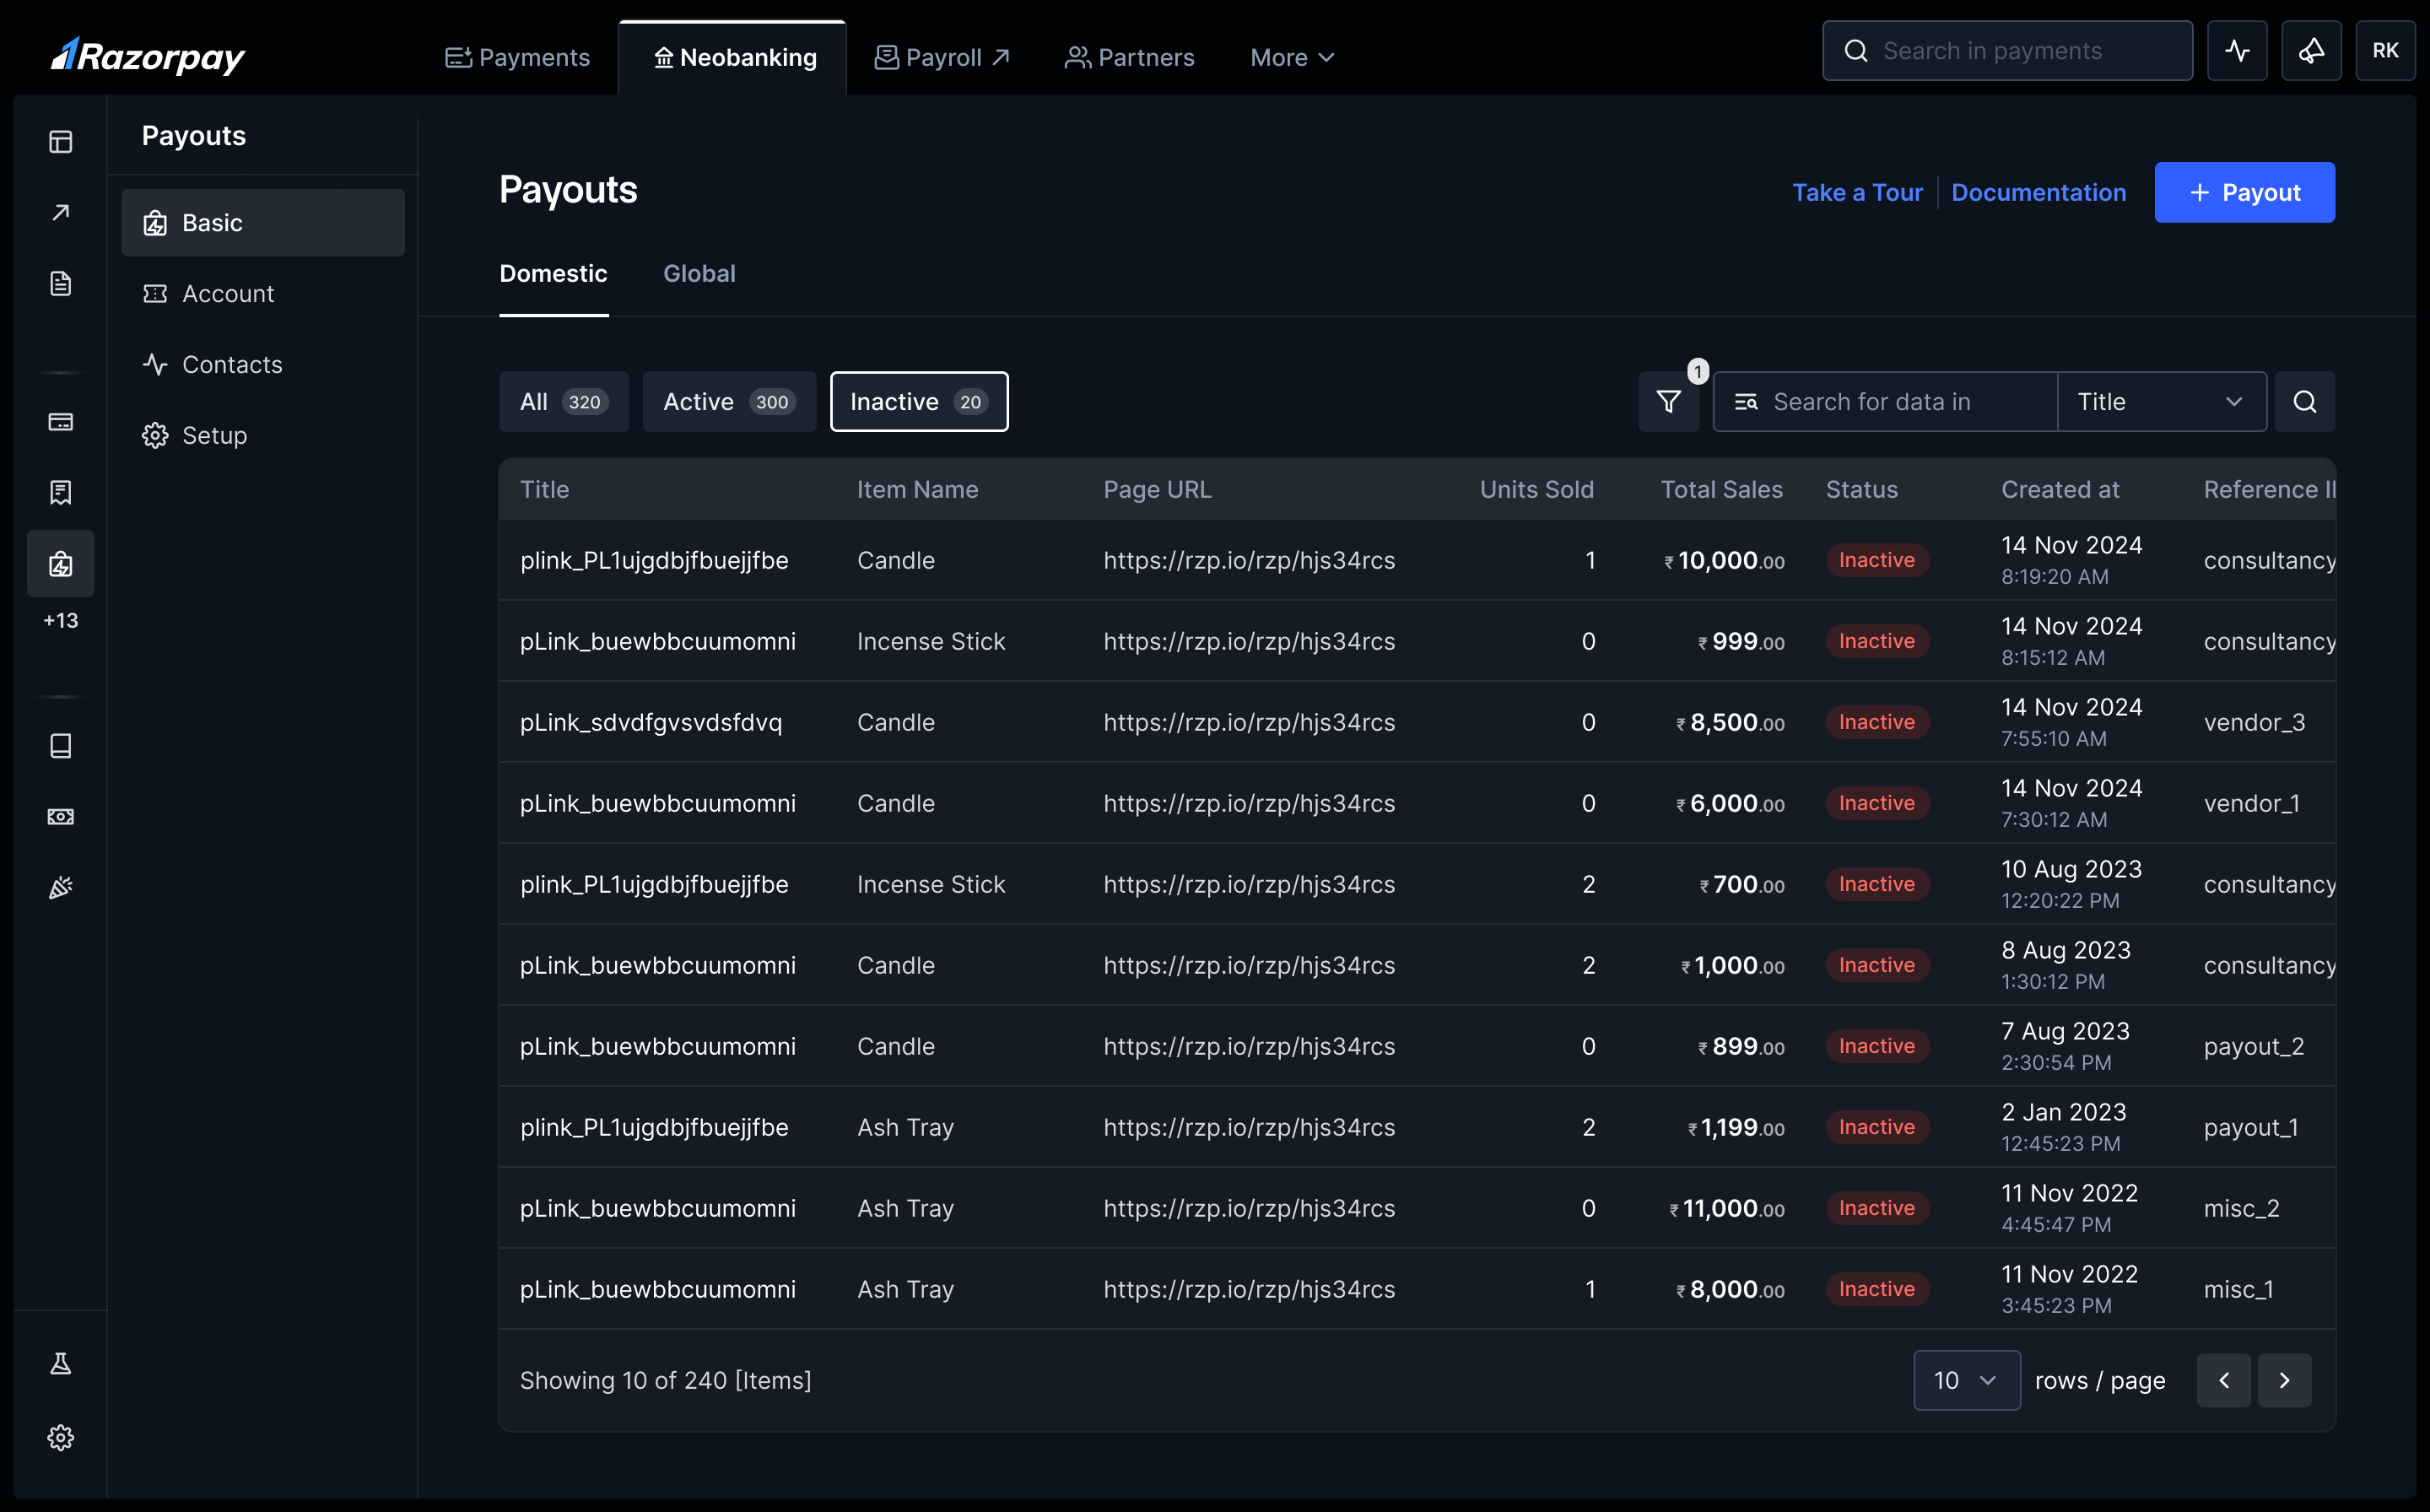 Razorpay
Payments
Neobanking
Payroll
Partners
More
Search in payments
RK
Payouts
Basic
Account
Contacts
Setup
+13
Payouts
Take a Tour
Documentation
+ Payout
Domestic
Global
All 320
Active 300
Inactive 20
1
Search for data in
Title
Title Item Name Page URL Units Sold Total Sales Status Created at Reference
plink_PL1ujgdbjfbuejjfbe Candle https://rzp.io/rzp/hjs34rcs 1 ₹10,000.00 Inactive 14 Nov 2024 consultancy
8:19:20 AM
pLink_buewbbcuumomni Incense Stick https://rzp.io/rzp/hjs34rcs 0 ₹999.00 Inactive 14 Nov 2024 consultancy
8:15:12 AM
pLink_sdvdfgvsvdsfdvq Candle https://rzp.io/rzp/hjs34rcs 0 ₹8,500.00 Inactive 14 Nov 2024 vendor_3
7:55:10 AM
pLink_buewbbcuumomni Candle https://rzp.io/rzp/hjs34rcs 0 ₹6,000.00 Inactive 14 Nov 2024 vendor_1
7:30:12 AM
plink_PL1ujgdbjfbuejjfbe Incense Stick https://rzp.io/rzp/hjs34rcs 2 ₹700.00 Inactive 10 Aug 2023 consultancy
12:20:22 PM
pLink_buewbbcuumomni Candle https://rzp.io/rzp/hjs34rcs 2 ₹1,000.00 Inactive 8 Aug 2023 consultancy
1:30:12 PM
pLink_buewbbcuumomni Candle https://rzp.io/rzp/hjs34rcs 0 ₹899.00 Inactive 7 Aug 2023 payout_2
2:30:54 PM
plink_PL1ujgdbjfbuejjfbe Ash Tray https://rzp.io/rzp/hjs34rcs 2 ₹1,199.00 Inactive 2 Jan 2023 payout_1
12:45:23 PM
pLink_buewbbcuumomni Ash Tray https://rzp.io/rzp/hjs34rcs 0 ₹11,000.00 Inactive 11 Nov 2022 misc_2
4:45:47 PM
pLink_buewbbcuumomni Ash Tray https://rzp.io/rzp/hjs34rcs 1 ₹8,000.00 Inactive 11 Nov 2022 misc_1
3:45:23 PM
Showing 10 of 240 [Items]
10 rows / page